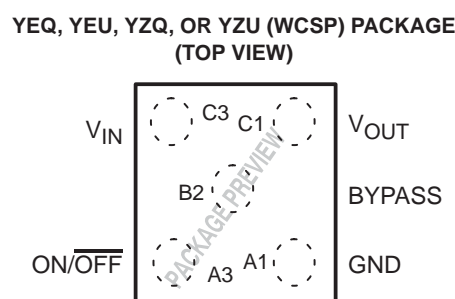 YEQ, YEU, YZQ, OR YZU (WCSP) PACKAGE
(TOP VIEW)
VIN C3 C1 VOUT
B2 BYPASS
ON/OFF A3 A1 GND
PACKAGE PREVIEW